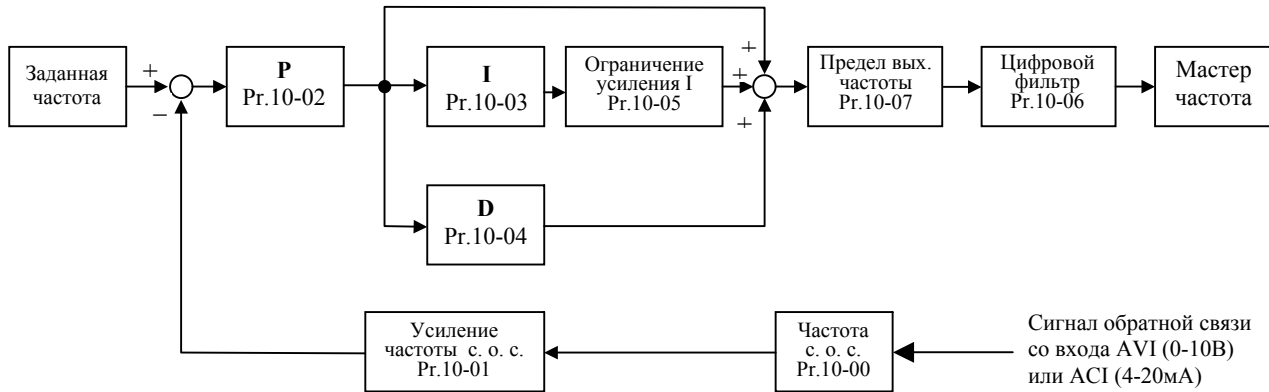 Заданная
частота
+
−
P
Pr.10-02
I
Pr.10-03
Ограничение
усиления I
Pr.10-05
+
+
+
Предел вых.
частоты
Pr.10-07
Цифровой
фильтр
Pr.10-06
Мастер
частота
D
Pr.10-04
Усиление
частоты с. о. с.
Pr.10-01
Частота
с. о. с.
Pr.10-00
Сигнал обратной связи
со входа AVI (0-10В)
или ACI (4-20мА)